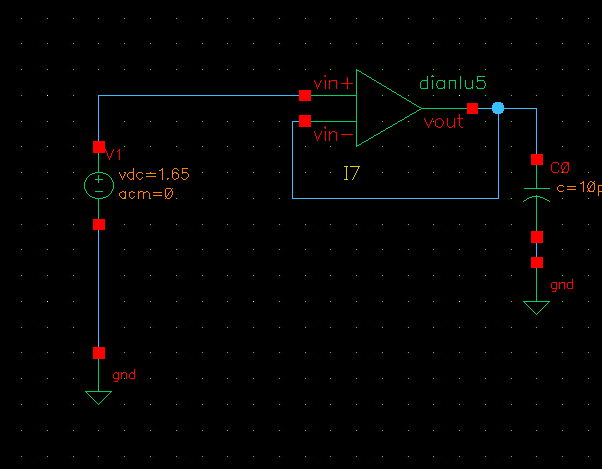 vin+
dianlu5
vin−
vout
V1
vdc=1.65
acm=0
I7
C0
c=10p
gnd
gnd